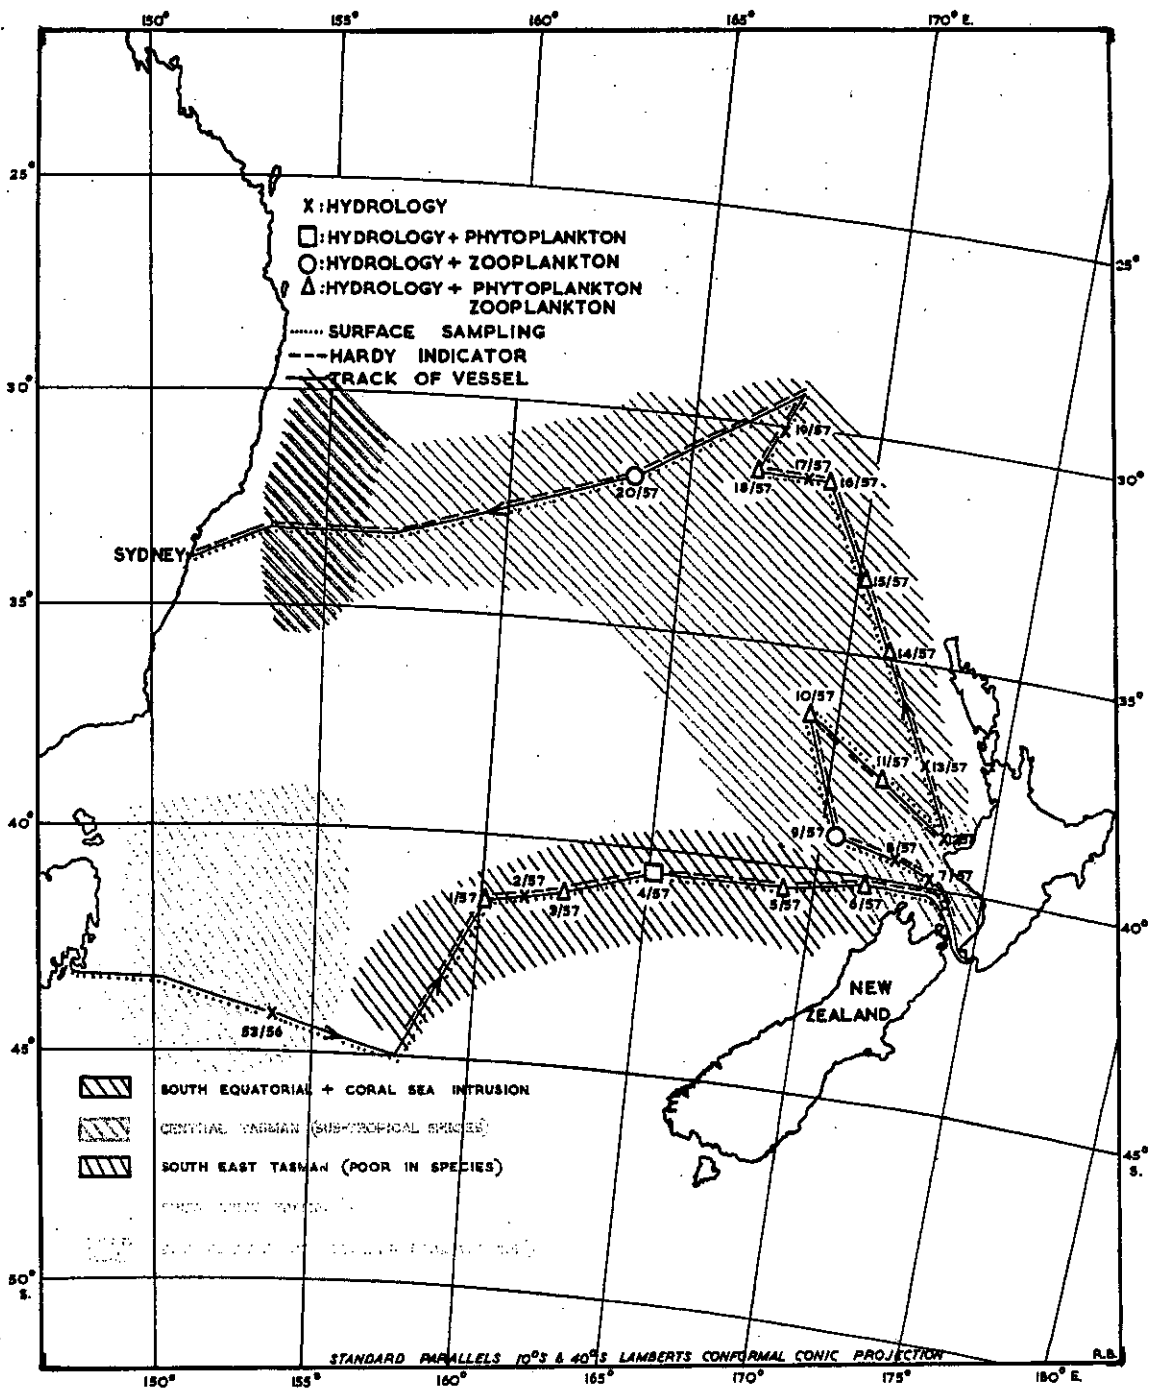 150° 155° 160° 165° 170° E.
25°
25°
X :HYDROLOGY
□ :HYDROLOGY + PHYTOPLANKTON
○ :HYDROLOGY + ZOOPLANKTON
△ :HYDROLOGY + PHYTOPLANKTON
ZOOPLANKTON
SURFACE SAMPLING
HARDY INDICATOR
TRACK OF VESSEL
30°
30°
19/57
17/57
18/57
16/57
20/57
SYDNEY
15/57
35°
14/57
35°
10/57
11/57
13/57
40°
9/57
8/57
7/57
1/57
2/57
3/57
4/57
5/57
6/57
40°
NEW
ZEALAND
53/56
45°
SOUTH EQUATORIAL + CORAL SEA INTRUSION
CENTRAL TASMAN (SUB-TROPICAL SPECIES)
SOUTH EAST TASMAN (POOR IN SPECIES)
45°
S.
50°
S.
STANDARD PARALLELS 10°S & 40°S LAMBERTS CONFORMAL CONIC PROJECTION
R.B.
150° 155° 160° 165° 170° 175° 180° E.